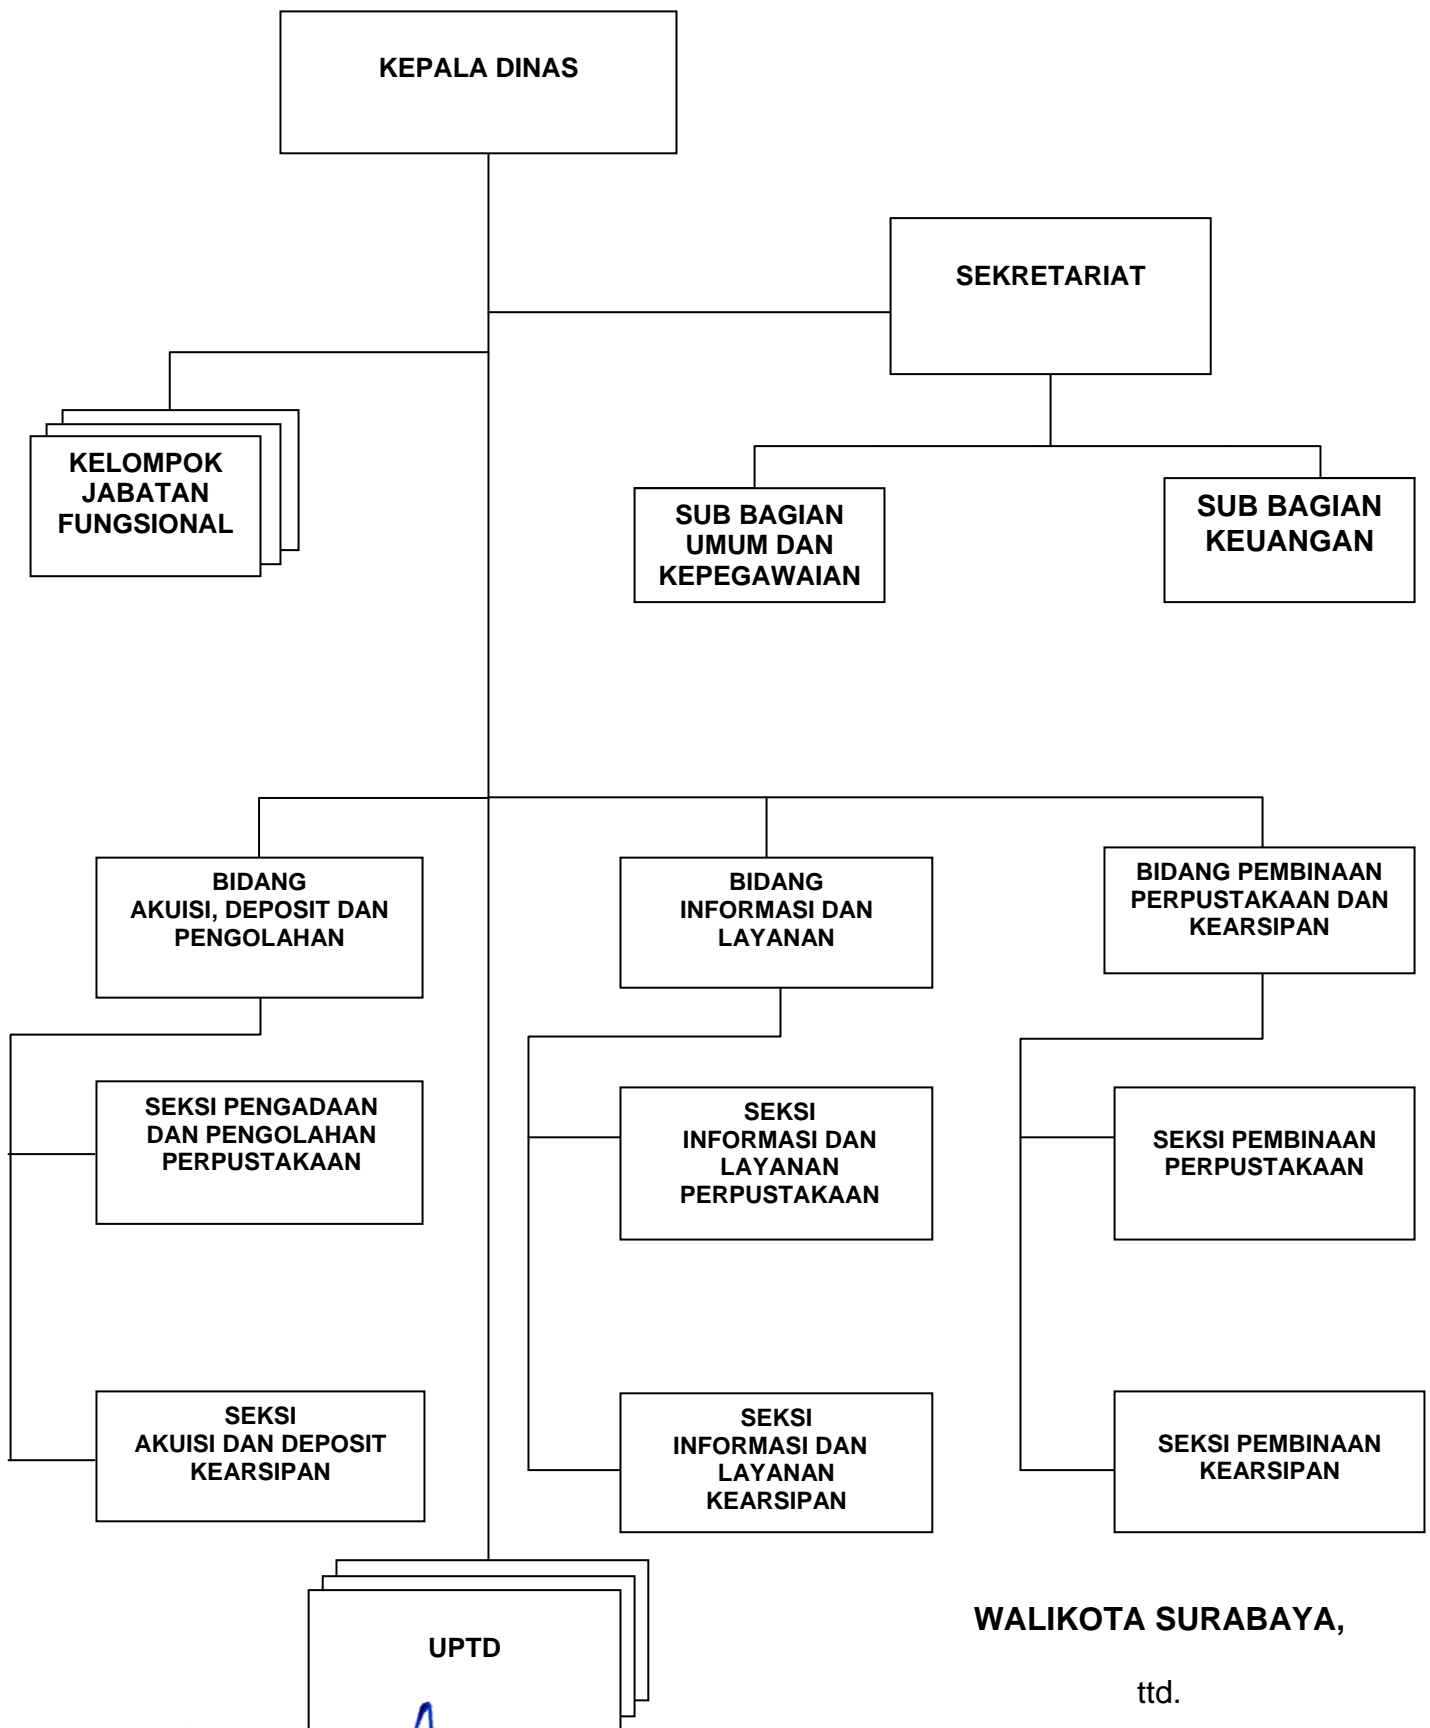 KEPALA DINAS
SEKRETARIAT
KELOMPOK
JABATAN
FUNGSIONAL
SUB BAGIAN
UMUM DAN
KEPEGAWAIAN
SUB BAGIAN
KEUANGAN
BIDANG
AKUISI, DEPOSIT DAN
PENGOLAHAN
BIDANG
INFORMASI DAN
LAYANAN
BIDANG PEMBINAAN
PERPUSTAKAAN DAN
KEARSIPAN
SEKSI PENGADAAN
DAN PENGOLAHAN
PERPUSTAKAAN
SEKSI
INFORMASI DAN
LAYANAN
PERPUSTAKAAN
SEKSI PEMBINAAN
PERPUSTAKAAN
SEKSI
AKUISI DAN DEPOSIT
KEARSIPAN
SEKSI
INFORMASI DAN
LAYANAN
KEARSIPAN
SEKSI PEMBINAAN
KEARSIPAN
UPTD
WALIKOTA SURABAYA,
ttd.